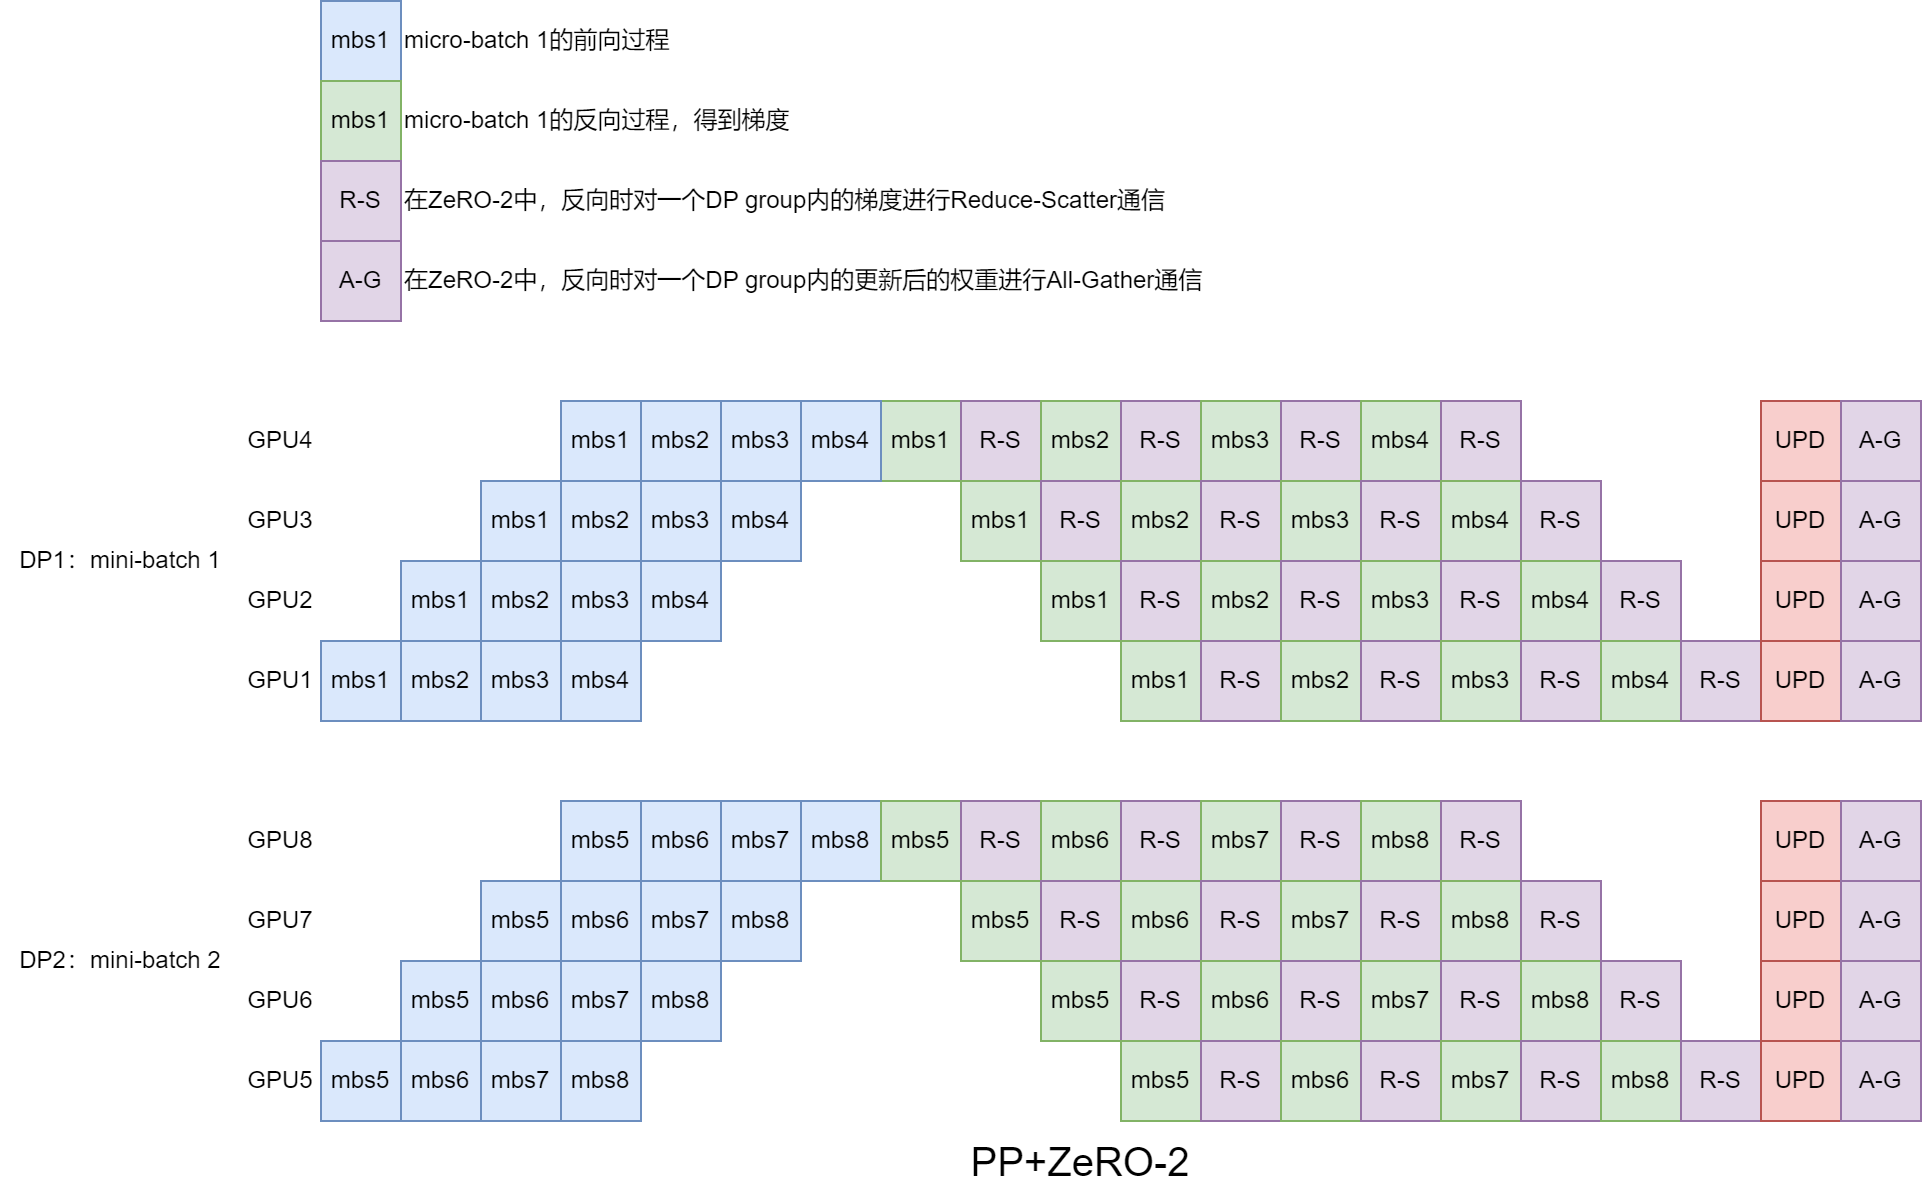 mbs1 micro-batch 1的前向过程
mbs1 micro-batch 1的反向过程，得到梯度
R-S 在ZeRO-2中，反向时对一个DP group内的梯度进行Reduce-Scatter通信
A-G 在ZeRO-2中，反向时对一个DP group内的更新后的权重进行All-Gather通信
GPU4 mbs1 mbs2 mbs3 mbs4 mbs1 R-S mbs2 R-S mbs3 R-S mbs4 R-S UPD A-G
GPU3 mbs1 mbs2 mbs3 mbs4 mbs1 R-S mbs2 R-S mbs3 R-S mbs4 R-S UPD A-G
DP1：mini-batch 1
GPU2 mbs1 mbs2 mbs3 mbs4 mbs1 R-S mbs2 R-S mbs3 R-S mbs4 R-S UPD A-G
GPU1 mbs1 mbs2 mbs3 mbs4 mbs1 R-S mbs2 R-S mbs3 R-S mbs4 R-S UPD A-G
GPU8 mbs5 mbs6 mbs7 mbs8 mbs5 R-S mbs6 R-S mbs7 R-S mbs8 R-S UPD A-G
GPU7 mbs5 mbs6 mbs7 mbs8 mbs5 R-S mbs6 R-S mbs7 R-S mbs8 R-S UPD A-G
DP2：mini-batch 2
GPU6 mbs5 mbs6 mbs7 mbs8 mbs5 R-S mbs6 R-S mbs7 R-S mbs8 R-S UPD A-G
GPU5 mbs5 mbs6 mbs7 mbs8 mbs5 R-S mbs6 R-S mbs7 R-S mbs8 R-S UPD A-G
PP+ZeRO-2